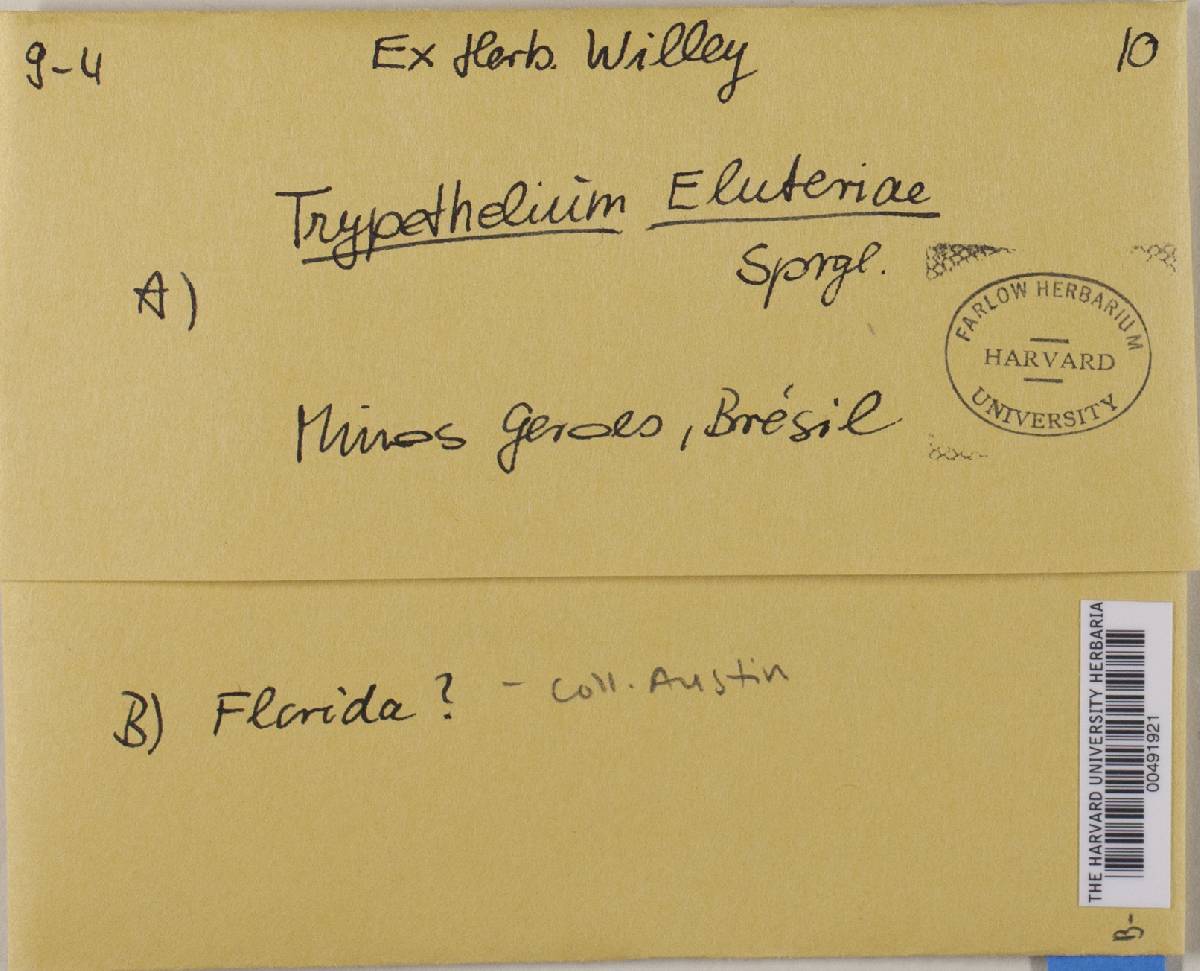 9-4 Ex Herb. Willey 10
Trypethelium Eluteriae
Sprgl.
A)
FARLOW HERBARIUM
HARVARD
UNIVERSITY
Minas Geraes, Brésil
B) Florida? - Coll. Austin
THE HARVARD UNIVERSITY HERBARIA
00491921
B-